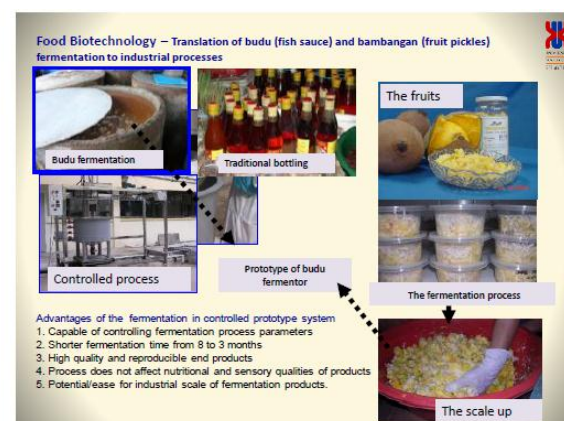 Food Biotechnology – Translation of budu (fish sauce) and bambangan (fruit pickles)
fermentation to industrial processes
Budu fermentation
Traditional bottling
The fruits
Controlled process
Prototype of budu
fermentor
The fermentation process
Advantages of the fermentation in controlled prototype system
1. Capable of controlling fermentation process parameters
2. Shorter fermentation time from 8 to 3 months
3. High quality and reproducible end products
4. Process does not affect nutritional and sensory qualities of products
5. Potential/ease for industrial scale of fermentation products.
The scale up